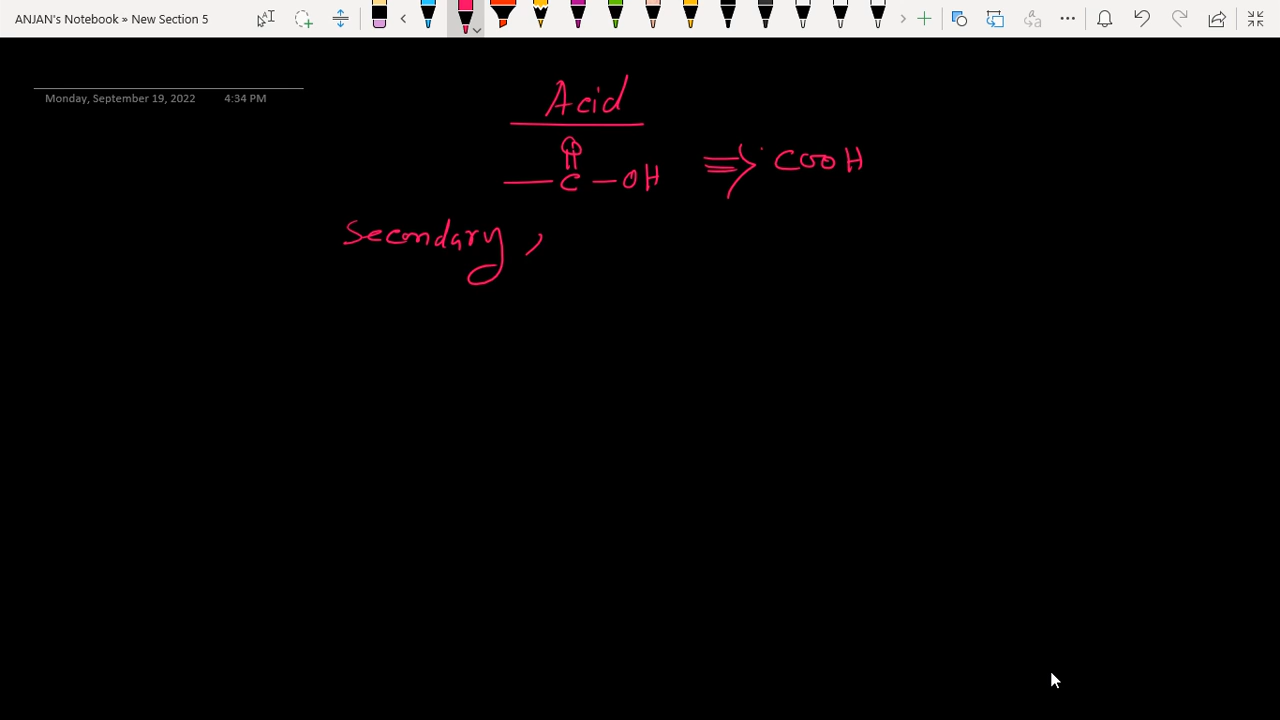 ANJAN's Notebook » New Section 5
Monday, September 19, 2022 4:34 PM
Acid
O
— C — OH ⇒ COOH
Secondary ,